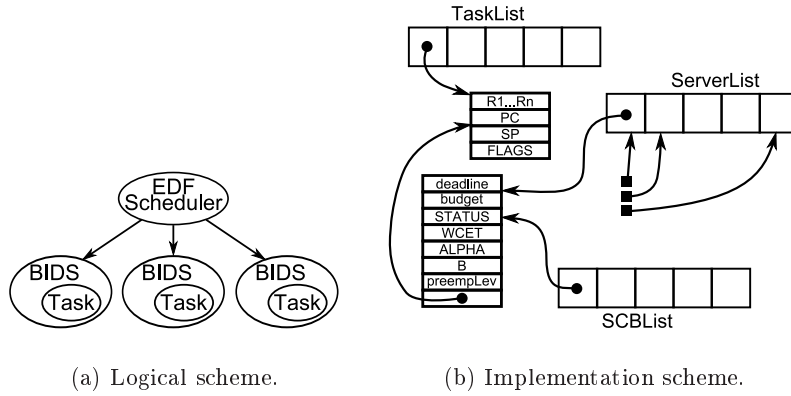 TaskList
ServerList
R1...Rn
PC
SP
FLAGS
deadline
budget
STATUS
WCET
ALPHA
B
preempLev
SCBList
EDF
Scheduler
BIDS
Task
BIDS
Task
BIDS
Task
(a) Logical scheme.
(b) Implementation scheme.